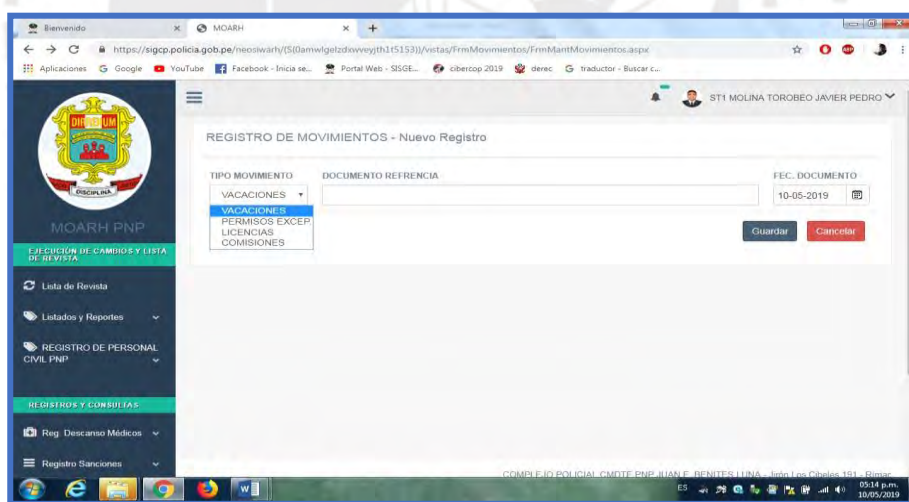 Bienvenido
MOARH
https://sigcp.policia.gob.pe/neosiwarh/(S(0amwlgelzdixwveyjth1t5153))/vistas/FrmMovimientos/FrmMantMovimientos.aspx
Aplicaciones
Google
YouTube
Facebook - Inicia se...
Portal Web - SISGE...
cibercop 2019
derec
traductor - Buscar c...
ST1 MOLINA TOROBEO JAVIER PEDRO
DIRREHUM
DISCIPLINA
MOARH PNP
EJECUCIÓN DE CAMBIOS Y LISTA
DE REVISTA
Lista de Revista
Listados y Reportes
REGISTRO DE PERSONAL
CIVIL PNP
REGISTROS Y CONSULTAS
Reg. Descanso Médicos
Registro Sanciones
REGISTRO DE MOVIMIENTOS - Nuevo Registro
TIPO MOVIMIENTO
DOCUMENTO REFRENCIA
FEC. DOCUMENTO
VACACIONES
10-05-2019
VACACIONES
PERMISOS EXCEP.
LICENCIAS
COMISIONES
Guardar
Cancelar
COMPLEJO POLICIAL CMDTE PNP JUAN E. BENITES LUNA - Jirón Los Cibeles 191 - Rimac
ES
05:14 p.m.
10/05/2019